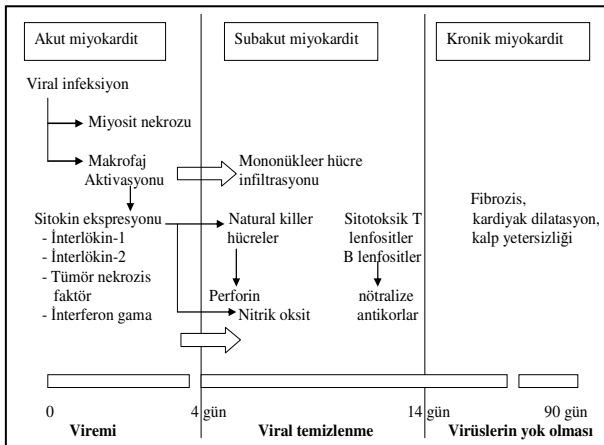 Akut miyokardit
Subakut miyokardit
Kronik miyokardit
Viral infeksiyon
Miyosit nekrozu
Makrofaj
Aktivasyonu
Mononükleer hücre
infiltrasyonu
Sitokin ekspresyonu
- İnterlökin-1
- İnterlökin-2
- Tümör nekrozis
faktör
- İnterferon gama
Natural killer
hücreler
Perforin
Nitrik oksit
Sitotoksik T
lenfositler
B lenfositler
nötralize
antikorlar
Fibrozis,
kardiyak dilatasyon,
kalp yetersizliği
0
4 gün
14 gün
90 gün
Viremi
Viral temizlenme
Virüslerin yok olması